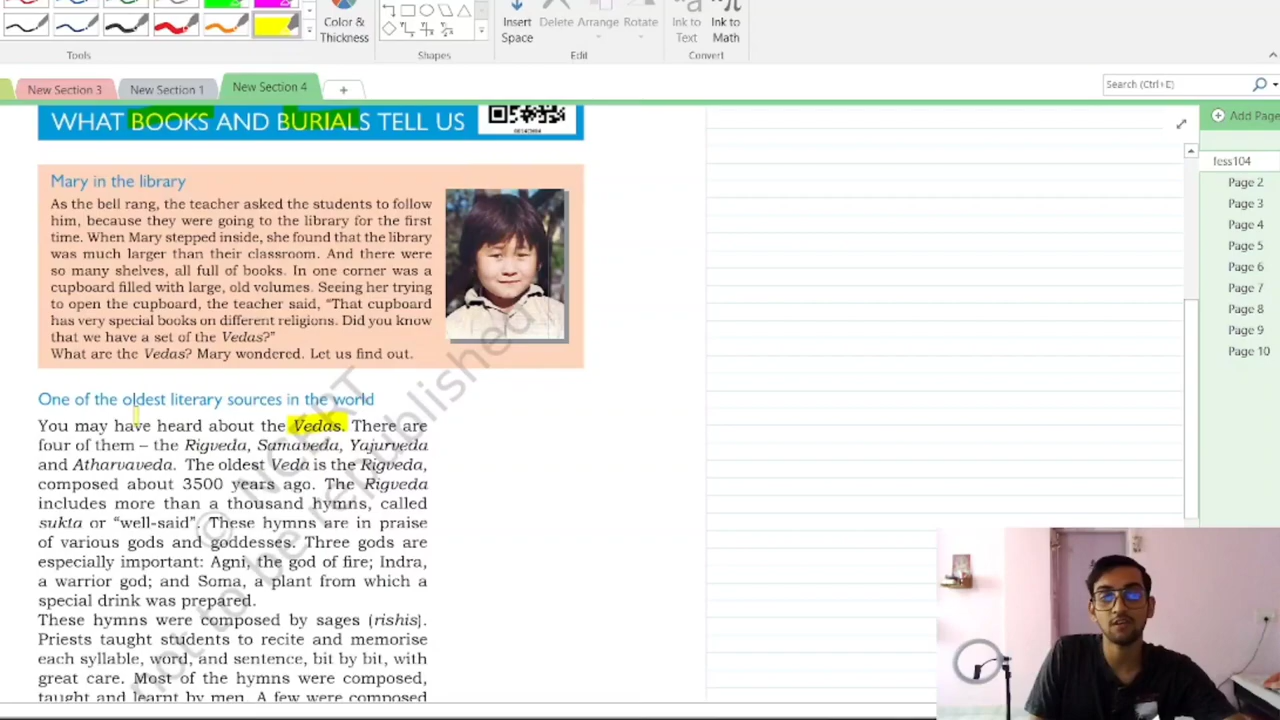 Color &
Thickness
Insert
Space
Delete
Arrange
Rotate
Ink to
Text
Ink to
Math
Tools
Shapes
Edit
Convert
New Section 3
New Section 1
New Section 4
+
Search (Ctrl+E)
WHAT BOOKS AND BURIALS TELL US
Add Page
fess104
Page 2
Page 3
Page 4
Page 5
Page 6
Page 7
Page 8
Page 9
Page 10
Mary in the library
As the bell rang, the teacher asked the students to follow
him, because they were going to the library for the first
time. When Mary stepped inside, she found that the library
was much larger than their classroom. And there were
so many shelves, all full of books. In one corner was a
cupboard filled with large, old volumes. Seeing her trying
to open the cupboard, the teacher said, “That cupboard
has very special books on different religions. Did you know
that we have a set of the Vedas?”
What are the Vedas? Mary wondered. Let us find out.
One of the oldest literary sources in the world
You may have heard about the Vedas. There are
four of them – the Rigveda, Samaveda, Yajurveda
and Atharvaveda. The oldest Veda is the Rigveda,
composed about 3500 years ago. The Rigveda
includes more than a thousand hymns, called
sukta or “well-said”. These hymns are in praise
of various gods and goddesses. Three gods are
especially important: Agni, the god of fire; Indra,
a warrior god; and Soma, a plant from which a
special drink was prepared.
These hymns were composed by sages (rishis).
Priests taught students to recite and memorise
each syllable, word, and sentence, bit by bit, with
great care. Most of the hymns were composed,
taught and learnt by men. A few were composed
© NCERT
not to be republished